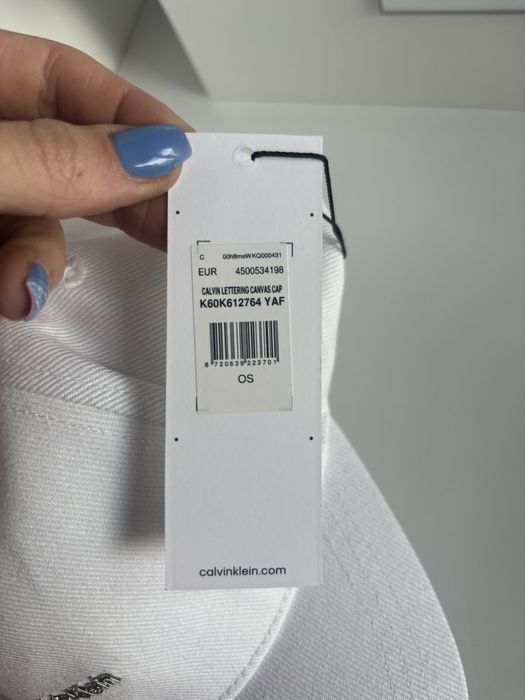 C 00h8meWKQ000431
EUR 4500534198
CALVIN LETTERING CANVAS CAP
K60K612764 YAF
8 720639 223701
OS
calvinklein.com